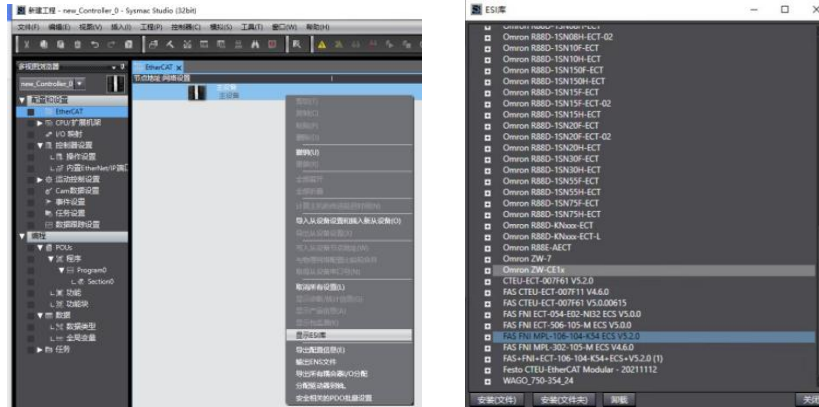 新建工程 - new_Controller_0 - Sysmac Studio (32bit)
文件(F) 编辑(E) 视图(V) 插入(I) 工程(P) 控制器(C) 模拟(S) 工具(T) 窗口(W) 帮助(H)
多视图浏览器
new_Controller_0
配置和设置
EtherCAT
CPU/扩展机架
I/O 映射
控制器设置
操作设置
内置EtherNet/IP端口
运动控制设置
Cam数据设置
事件设置
任务设置
数据跟踪设置
编程
POUs
程序
Program0
Section0
功能
功能块
数据
数据类型
全局变量
任务
EtherCAT
节点地址|网络设置
主设备
主设备
撤销(U)
导入从设备设置和插入新从设备(O)
取消所有设置(L)
显示ESI库
导出配置信息(E)
输出ENS文件
导出所有耦合器I/O分配
分配驱动器到轴.
安全相关的PDO批量设置
ESI库
Omron R88D-1SN08H-ECT
Omron R88D-1SN08H-ECT-02
Omron R88D-1SN10F-ECT
Omron R88D-1SN10H-ECT
Omron R88D-1SN150F-ECT
Omron R88D-1SN150H-ECT
Omron R88D-1SN15F-ECT
Omron R88D-1SN15F-ECT-02
Omron R88D-1SN15H-ECT
Omron R88D-1SN20F-ECT
Omron R88D-1SN20F-ECT-02
Omron R88D-1SN20H-ECT
Omron R88D-1SN30F-ECT
Omron R88D-1SN30H-ECT
Omron R88D-1SN55F-ECT
Omron R88D-1SN55H-ECT
Omron R88D-1SN75F-ECT
Omron R88D-1SN75H-ECT
Omron R88D-KNxxx-ECT
Omron R88D-KNxxx-ECT-L
Omron R88E-AECT
Omron ZW-7
Omron ZW-CE1x
CTEU-ECT-007F61 V5.2.0
FAS CTEU-ECT-007F11 V4.6.0
FAS CTEU-ECT-007F61 V5.0.00615
FAS FNI ECT-054-E02-NI32 ECS V5.0.0
FAS FNI ECT-506-105-M ECS V5.0.0
FAS FNI MPL-106-104-K54 ECS V5.2.0
FAS FNI MPL-302-105-M ECS V4.6.0
FAS+FNI+ECT-106-104-K54+ECS+V5.2.0 (1)
Festo CTEU-EtherCAT Modular - 20211112
WAGO_750-354_24
安装(文件) 安装(文件夹) 卸载 关闭